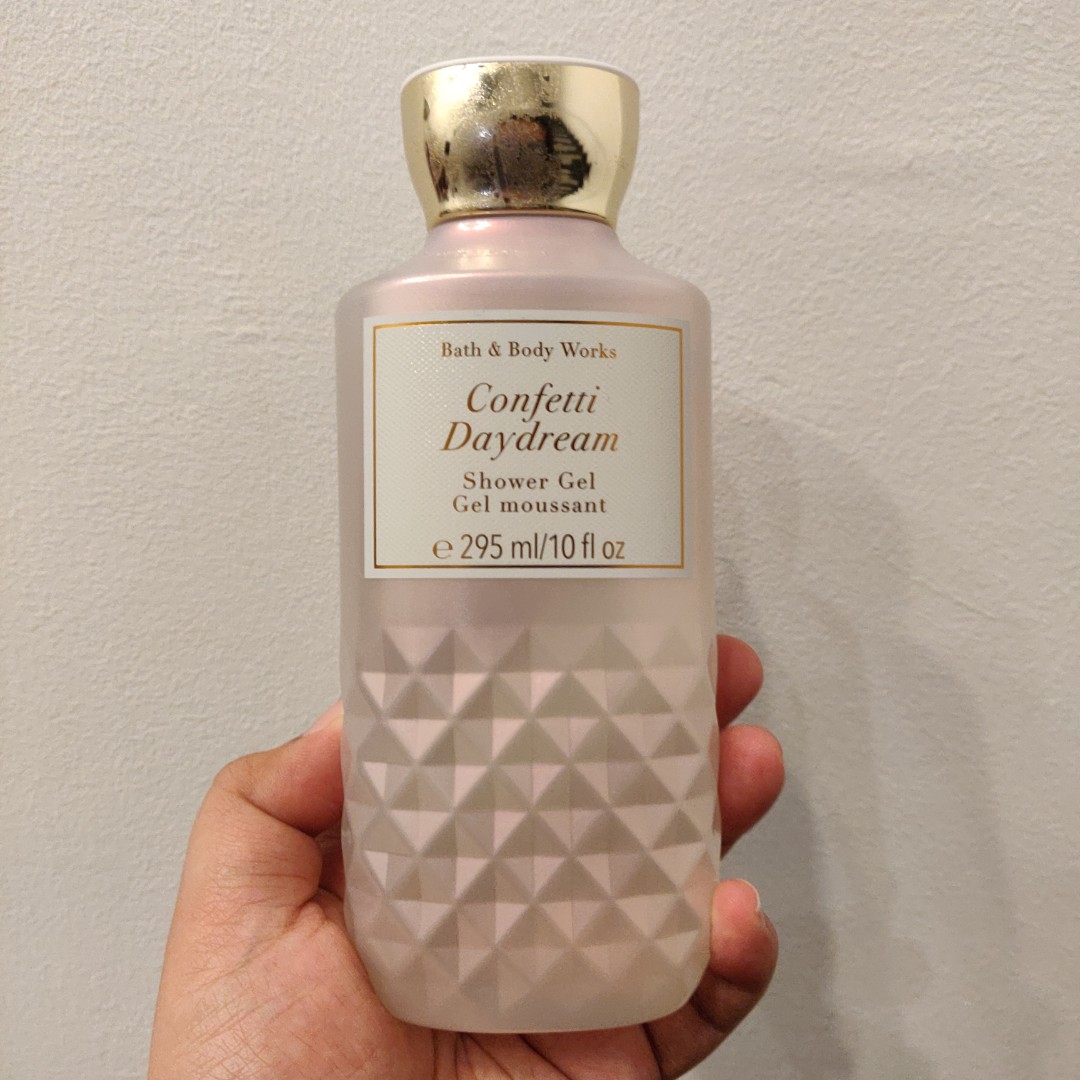 Bath & Body Works
Confetti
Daydream
Shower Gel
Gel moussant
℮ 295 ml/10 fl oz